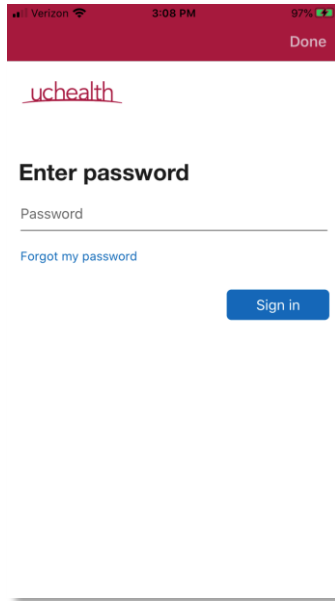 Verizon 3:08 PM 97%
Done
uchealth
Enter password
Password
Forgot my password
Sign in